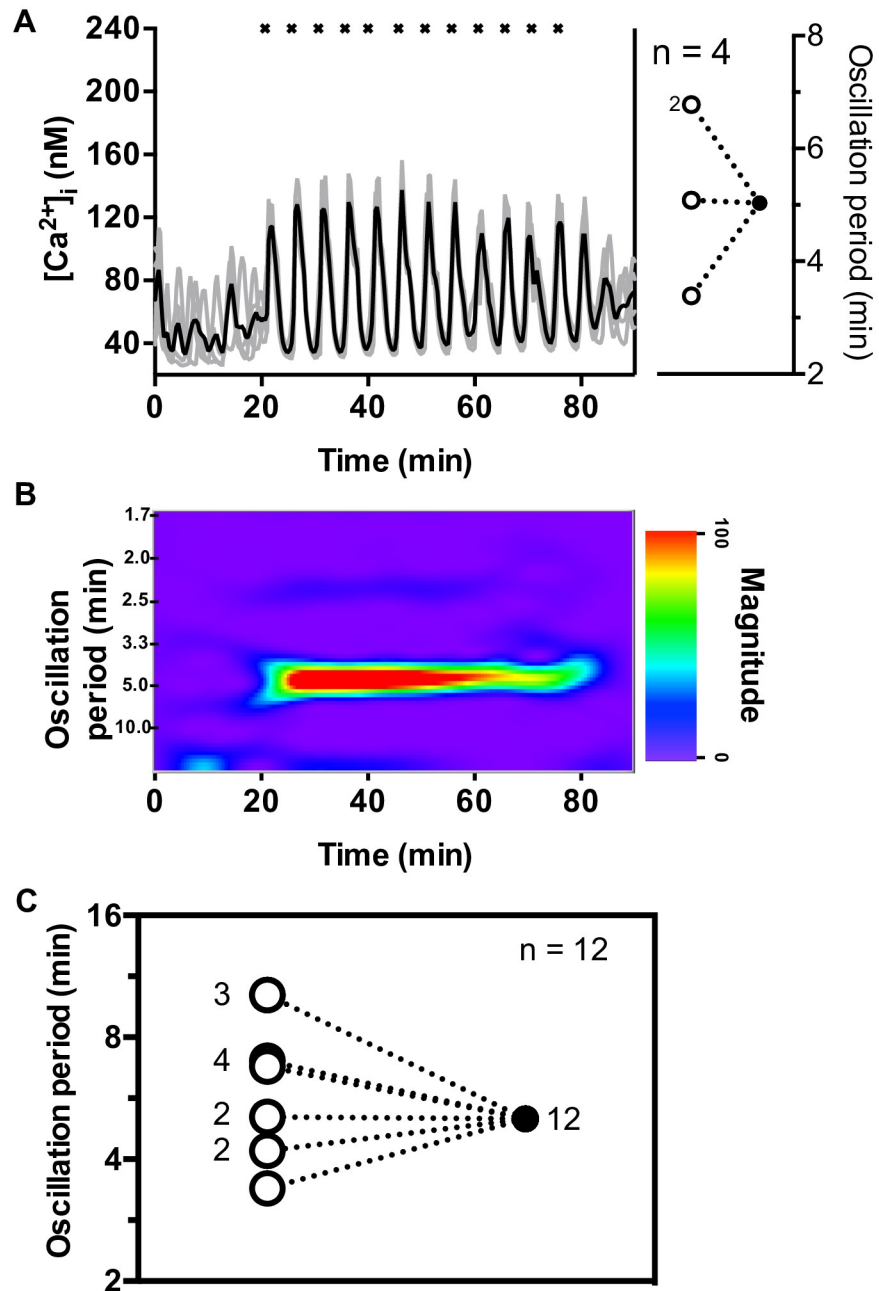 A
240
200
160
120
80
40
[Ca2+]i (nM)
0 20 40 60 80
Time (min)
n = 4
2
8
6
4
2
Oscillation period (min)
B
1.7
2.0
2.5
3.3
5.0
10.0
Oscillation
period (min)
0 20 40 60 80
Time (min)
100
0
Magnitude
C
16
8
4
2
Oscillation period (min)
n = 12
3
4
2
2
12